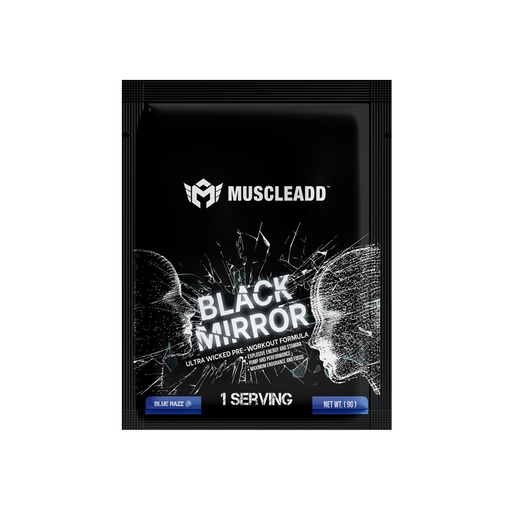 MUSCLEADD™
BLACK
MIRROR
ULTRA WICKED PRE-WORKOUT FORMULA
• EXPLOSIVE ENERGY AND STAMINA
• PUMP AND PERFORMANCE
• MAXIMUM ENDURANCE AND FOCUS
BLUE RAZZ
1 SERVING
NET WT. ( 9G )